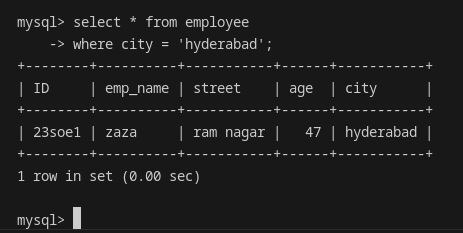 mysql> select * from employee
    -> where city = 'hyderabad';
+--------+----------+-----------+------+-----------+
| ID     | emp_name | street    | age  | city      |
+--------+----------+-----------+------+-----------+
| 23soe1 | zaza     | ram nagar |   47 | hyderabad |
+--------+----------+-----------+------+-----------+
1 row in set (0.00 sec)
mysql>